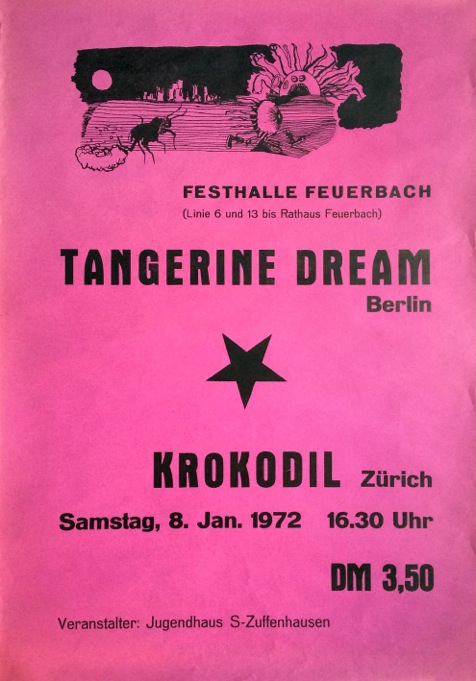 FESTHALLE FEUERBACH
(Linie 6 und 13 bis Rathaus Feuerbach)
TANGERINE DREAM
Berlin
KROKODIL Zürich
Samstag, 8. Jan. 1972 16.30 Uhr
DM 3,50
Veranstalter: Jugendhaus S-Zuffenhausen